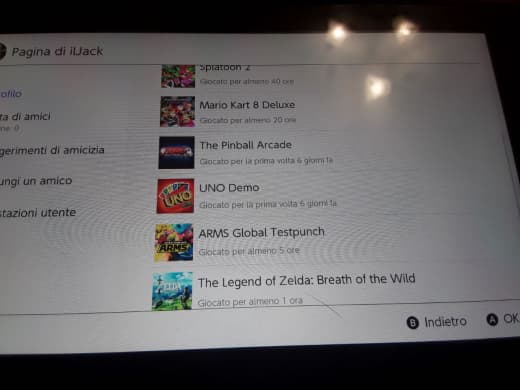 Pagina di ilJack
Splatoon 2
Giocato per almeno 40 ore
Mario Kart 8 Deluxe
Giocato per almeno 20 ore
ofilo
ta di amici
ne: 0
The Pinball Arcade
Giocato per la prima volta 6 giorni fa
gerimenti di amicizia
UNO Demo
Giocato per la prima volta 6 giorni fa
ungi un amico
UNO
stazioni utente
ARMS Global Testpunch
Giocato per almeno 5 ore
ARMS
The Legend of Zelda: Breath of the Wild
Giocato per almeno 1 ora
ZELDA
B Indietro
A OK